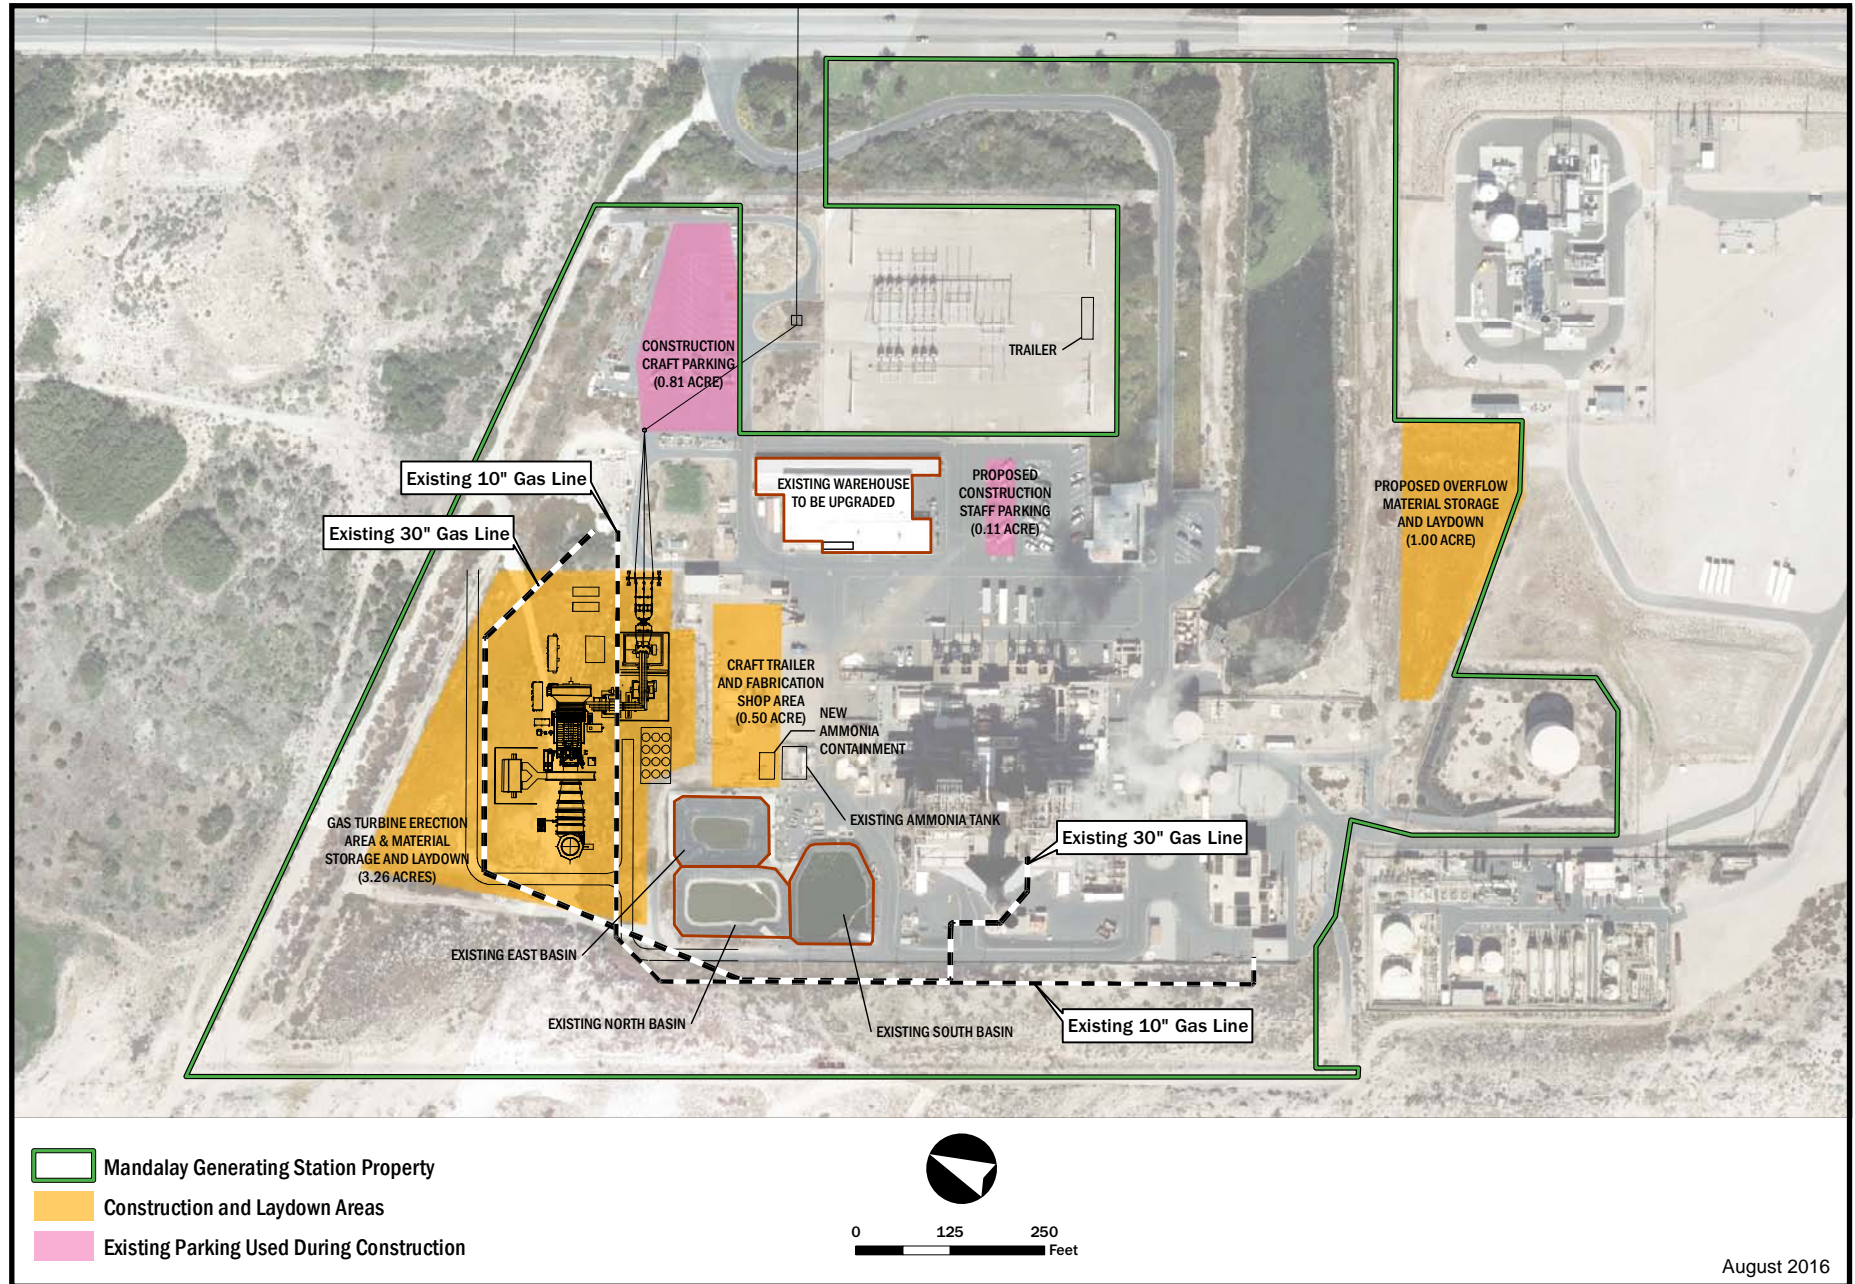 CONSTRUCTION
CRAFT PARKING
(0.81 ACRE)
TRAILER
Existing 10" Gas Line
Existing 30" Gas Line
EXISTING WAREHOUSE
TO BE UPGRADED
PROPOSED
CONSTRUCTION
STAFF PARKING
(0.11 ACRE)
PROPOSED OVERFLOW
MATERIAL STORAGE
AND LAYDOWN
(1.00 ACRE)
CRAFT TRAILER
AND FABRICATION
SHOP AREA
(0.50 ACRE)
NEW
AMMONIA
CONTAINMENT
EXISTING AMMONIA TANK
GAS TURBINE ERECTION
AREA & MATERIAL
STORAGE AND LAYDOWN
(3.26 ACRES)
Existing 30" Gas Line
EXISTING EAST BASIN
EXISTING NORTH BASIN
EXISTING SOUTH BASIN
Existing 10" Gas Line
Mandalay Generating Station Property
Construction and Laydown Areas
Existing Parking Used During Construction
0 125 250
Feet
August 2016